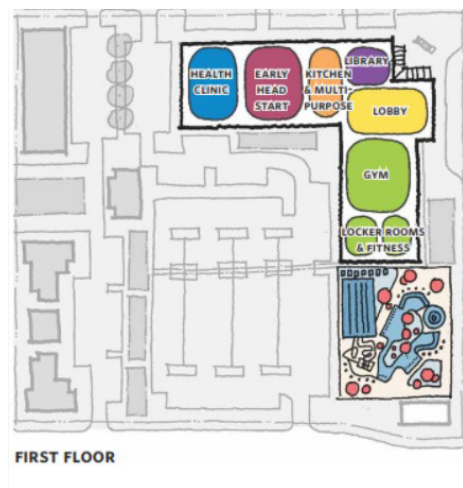 HEALTH
CLINIC
EARLY
HEAD
START
KITCHEN
& MULTI-
PURPOSE
LIBRARY
LOBBY
GYM
LOCKER ROOMS
& FITNESS
FIRST FLOOR